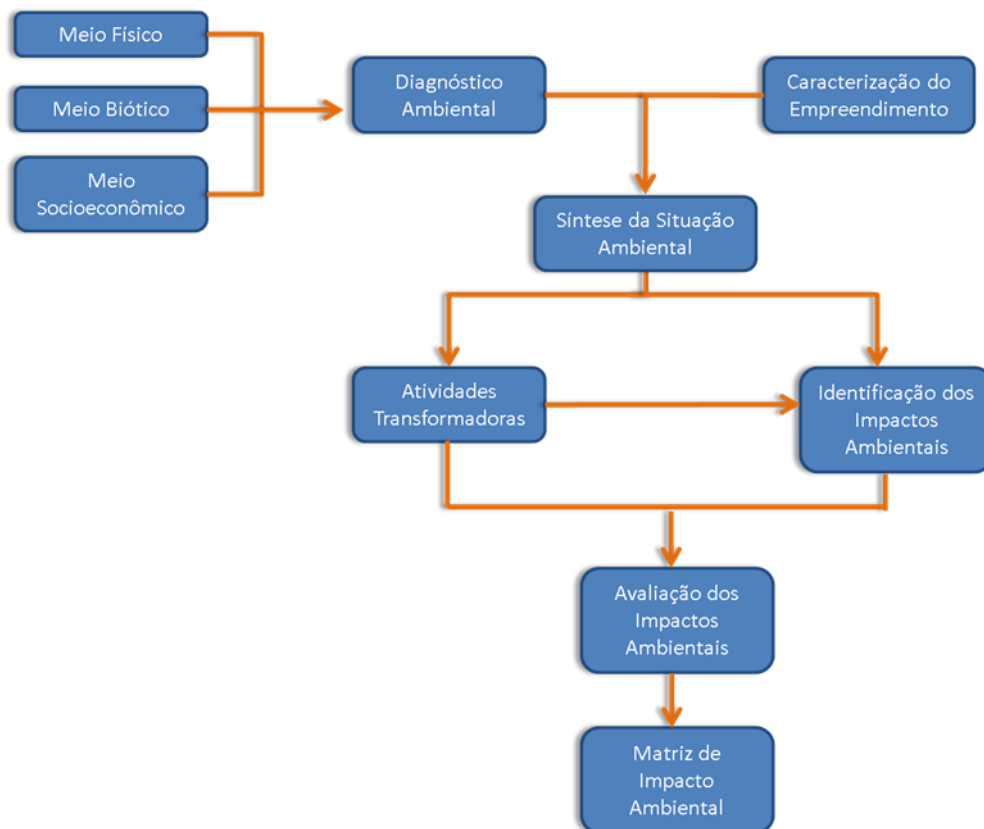 Meio Físico
Meio Biótico
Meio
Socioeconômico
Diagnóstico
Ambiental
Caracterização do
Empreendimento
Síntese da Situação
Ambiental
Atividades
Transformadoras
Identificação dos
Impactos
Ambientais
Avaliação dos
Impactos
Ambientais
Matriz de
Impacto
Ambiental